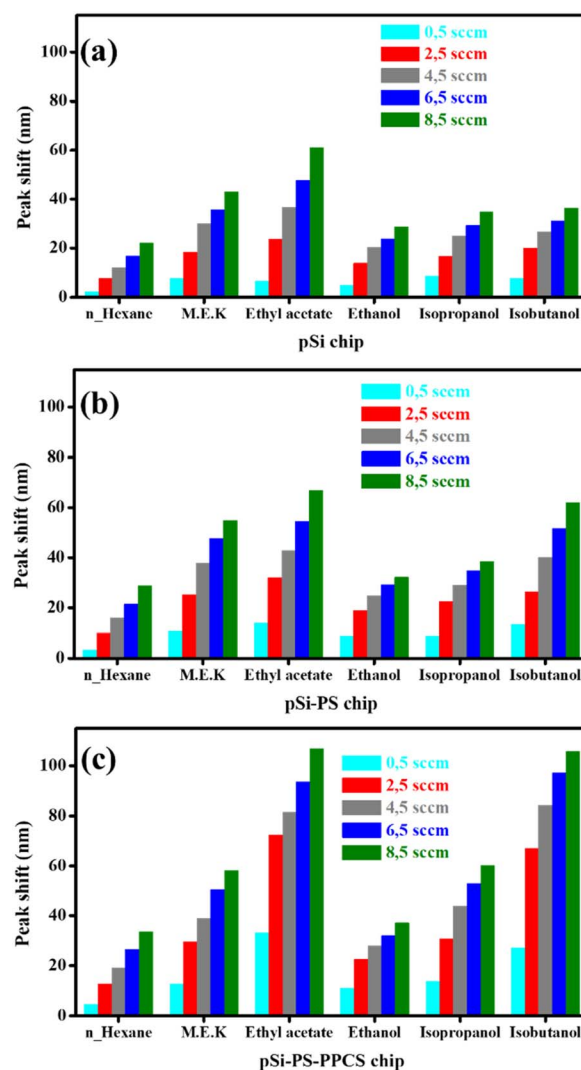 (a)
0,5 sccm
2,5 sccm
4,5 sccm
6,5 sccm
8,5 sccm
100
80
60
40
20
0
Peak shift (nm)
n_Hexane M.E.K Ethyl acetate Ethanol Isopropanol Isobutanol
pSi chip
(b)
0,5 sccm
2,5 sccm
4,5 sccm
6,5 sccm
8,5 sccm
100
80
60
40
20
0
Peak shift (nm)
n_Hexane M.E.K Ethyl acetate Ethanol Isopropanol Isobutanol
pSi-PS chip
(c)
0,5 sccm
2,5 sccm
4,5 sccm
6,5 sccm
8,5 sccm
100
80
60
40
20
0
Peak shift (nm)
n_Hexane M.E.K Ethyl acetate Ethanol Isopropanol Isobutanol
pSi-PS-PPCS chip